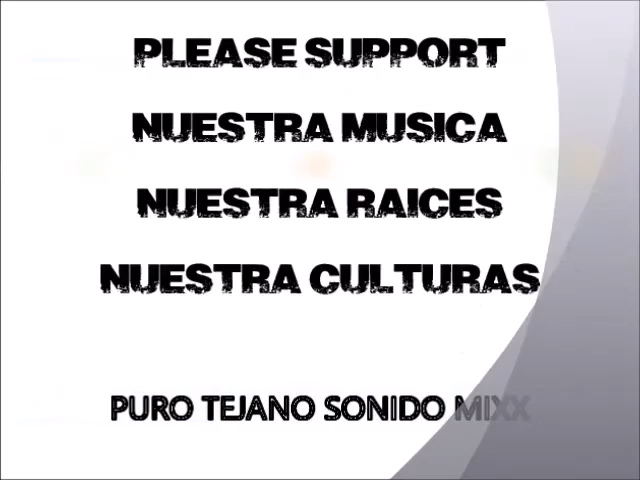 PLEASE SUPPORT
NUESTRA MUSICA
NUESTRA RAICES
NUESTRA CULTURAS
PURO TEJANO SONIDO MIXX